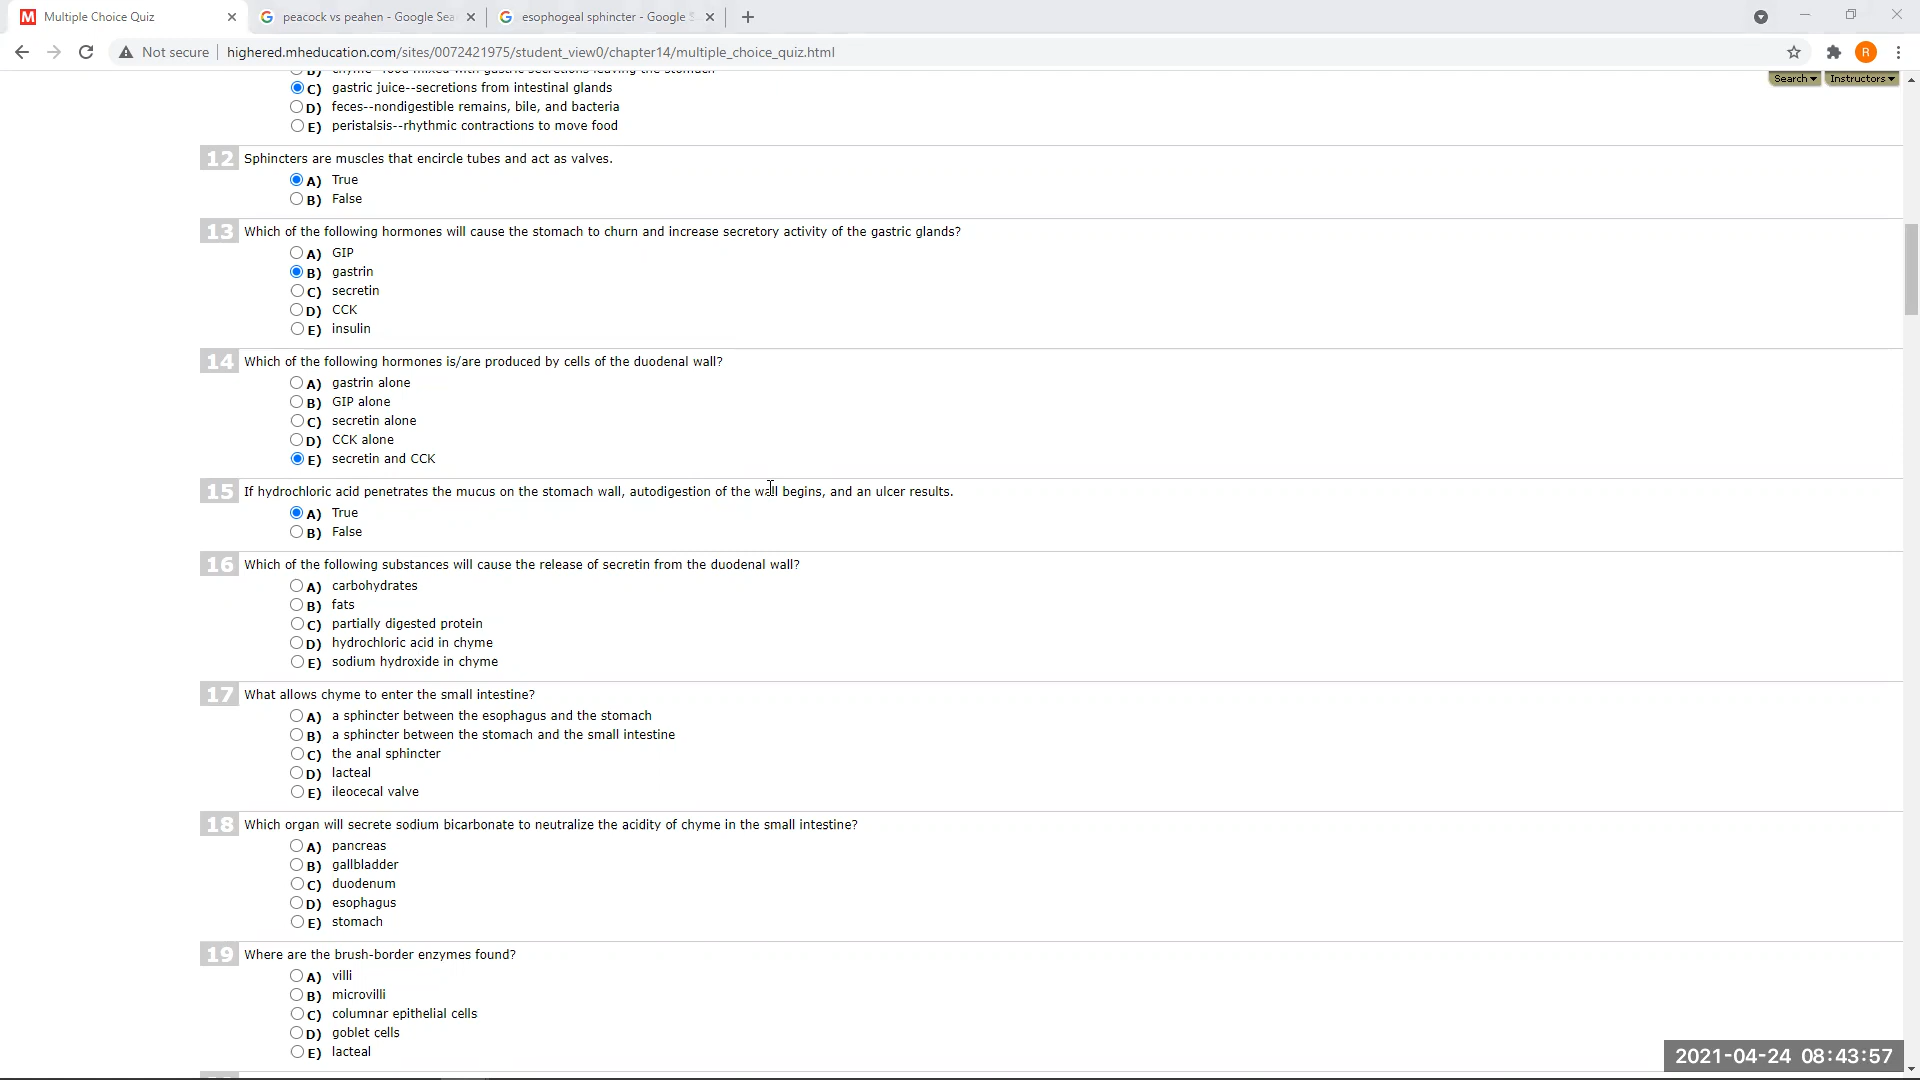 Multiple Choice Quiz
peacock vs peahen - Google Sea
esophogeal sphincter - Google S
Not secure
highered.mheducation.com/sites/0072421975/student_view0/chapter14/multiple_choice_quiz.html
R
Search
Instructors
B) chyme--food mixed with gastric secretions leaving the stomach
C) gastric juice--secretions from intestinal glands
D) feces--nondigestible remains, bile, and bacteria
E) peristalsis--rhythmic contractions to move food
12 Sphincters are muscles that encircle tubes and act as valves.
A) True
B) False
13 Which of the following hormones will cause the stomach to churn and increase secretory activity of the gastric glands?
A) GIP
B) gastrin
C) secretin
D) CCK
E) insulin
14 Which of the following hormones is/are produced by cells of the duodenal wall?
A) gastrin alone
B) GIP alone
C) secretin alone
D) CCK alone
E) secretin and CCK
15 If hydrochloric acid penetrates the mucus on the stomach wall, autodigestion of the wall begins, and an ulcer results.
A) True
B) False
16 Which of the following substances will cause the release of secretin from the duodenal wall?
A) carbohydrates
B) fats
C) partially digested protein
D) hydrochloric acid in chyme
E) sodium hydroxide in chyme
17 What allows chyme to enter the small intestine?
A) a sphincter between the esophagus and the stomach
B) a sphincter between the stomach and the small intestine
C) the anal sphincter
D) lacteal
E) ileocecal valve
18 Which organ will secrete sodium bicarbonate to neutralize the acidity of chyme in the small intestine?
A) pancreas
B) gallbladder
C) duodenum
D) esophagus
E) stomach
19 Where are the brush-border enzymes found?
A) villi
B) microvilli
C) columnar epithelial cells
D) goblet cells
E) lacteal
2021-04-24 08:43:57